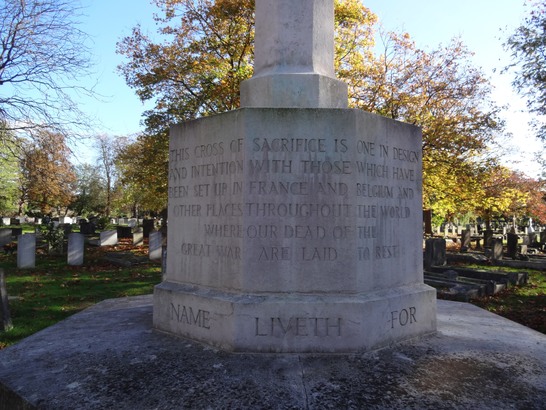 THIS CROSS OF SACRIFICE IS ONE IN DESIGN
AND INTENTION WITH THOSE WHICH HAVE
BEEN SET UP IN FRANCE AND BELGIUM AND
OTHER PLACES THROUGHOUT THE WORLD
WHERE OUR DEAD OF THE
GREAT WAR ARE LAID TO REST
NAME LIVETH FOR